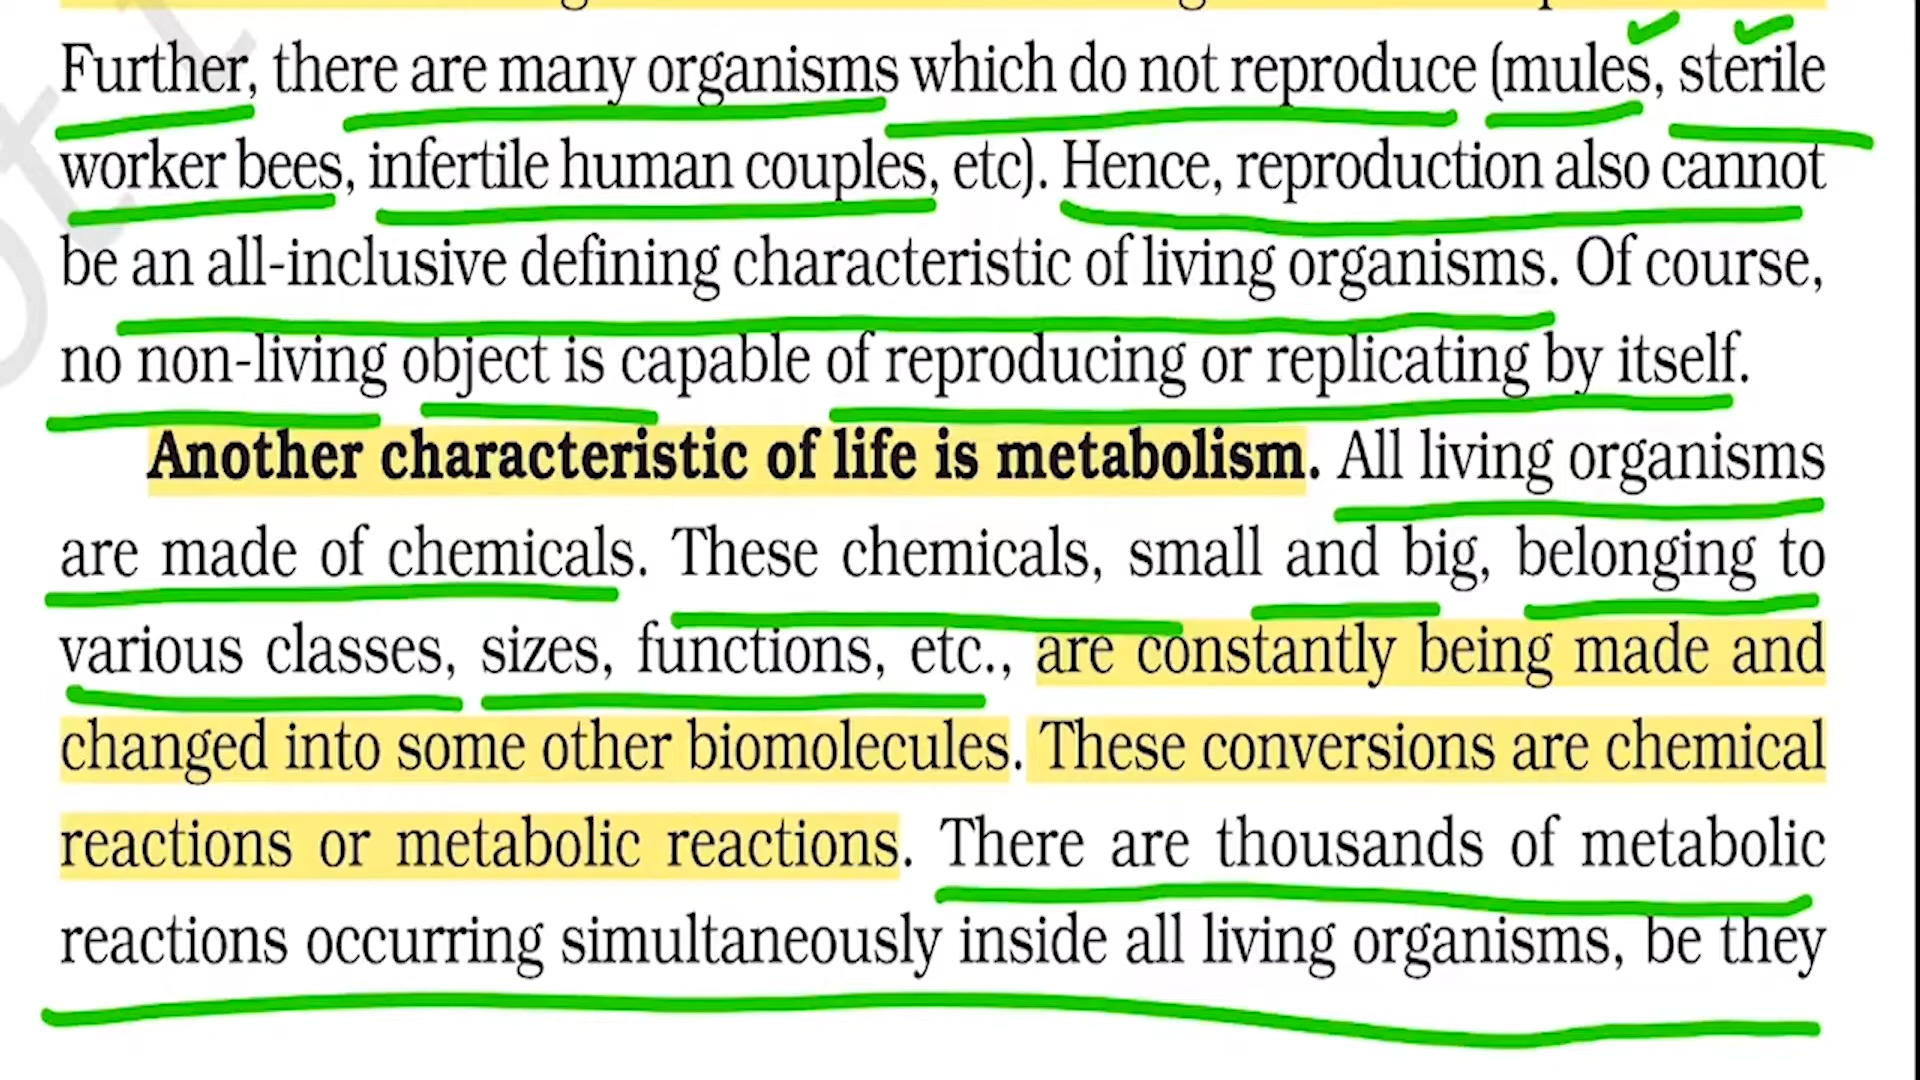 Further, there are many organisms which do not reproduce (mules, sterile
worker bees, infertile human couples, etc). Hence, reproduction also cannot
be an all-inclusive defining characteristic of living organisms. Of course,
no non-living object is capable of reproducing or replicating by itself.
Another characteristic of life is metabolism. All living organisms
are made of chemicals. These chemicals, small and big, belonging to
various classes, sizes, functions, etc., are constantly being made and
changed into some other biomolecules. These conversions are chemical
reactions or metabolic reactions. There are thousands of metabolic
reactions occurring simultaneously inside all living organisms, be they